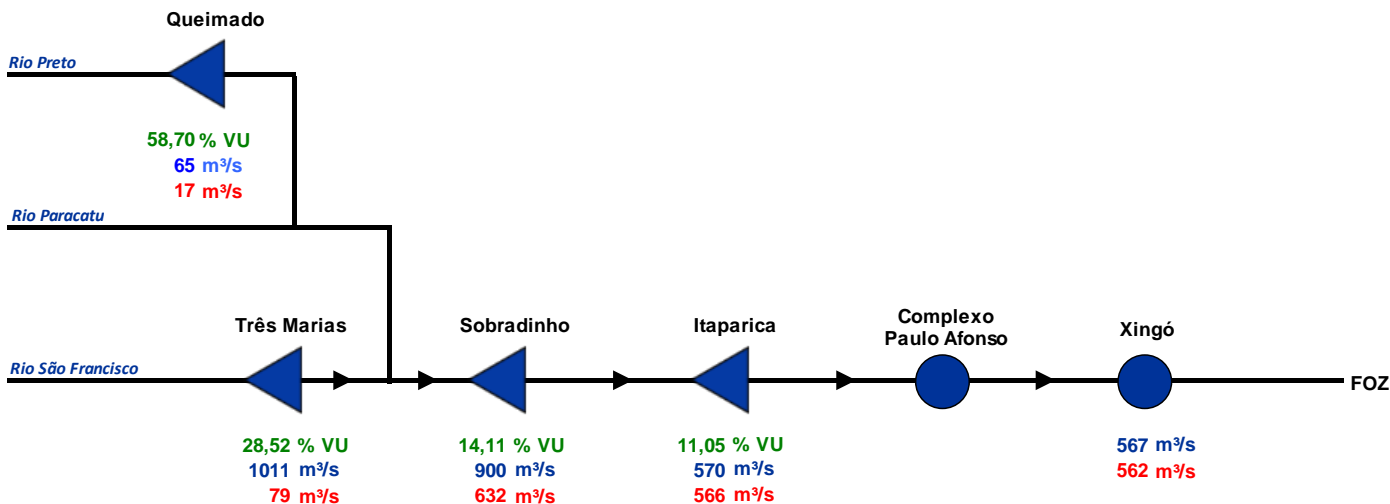 Queimado
Rio Preto
58,70 % VU
65 m³/s
17 m³/s
Rio Paracatu
Três Marias
Sobradinho
Itaparica
Complexo
Paulo Afonso
Xingó
Rio São Francisco
FOZ
28,52 % VU
1011 m³/s
79 m³/s
14,11 % VU
900 m³/s
632 m³/s
11,05 % VU
570 m³/s
566 m³/s
567 m³/s
562 m³/s